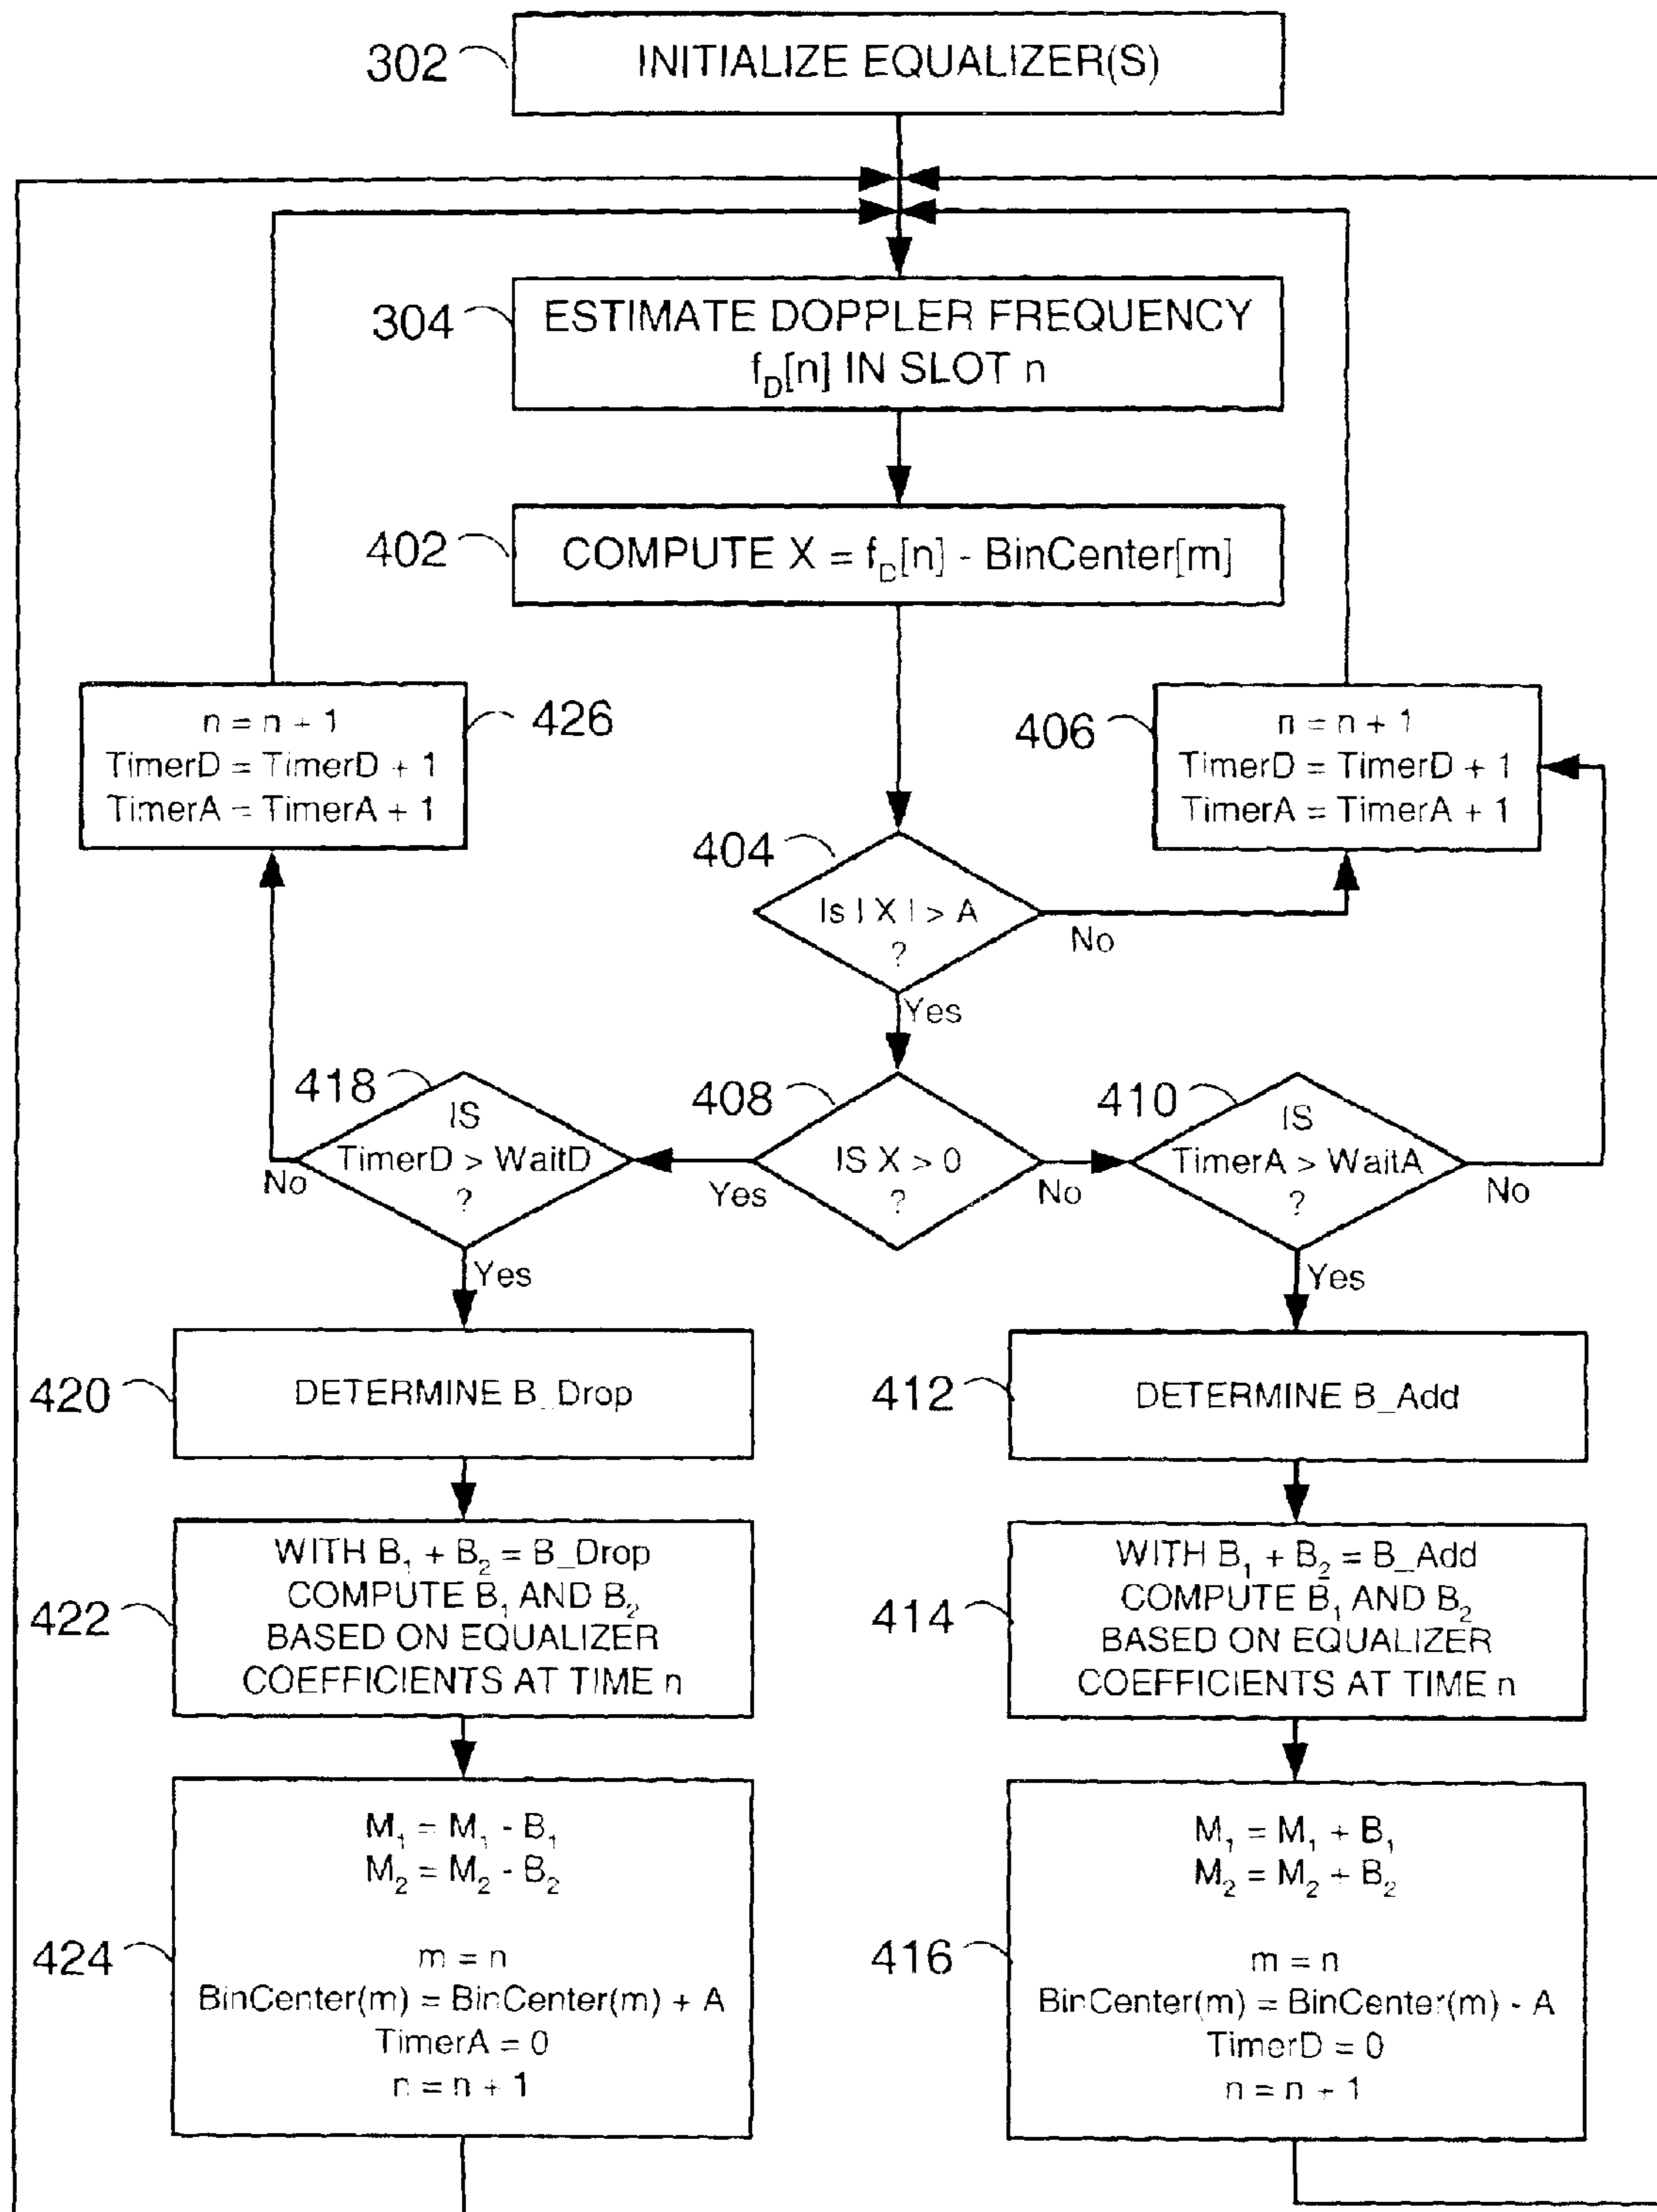 302
INITIALIZE EQUALIZER(S)
304
ESTIMATE DOPPLER FREQUENCY
f_D[n] IN SLOT n
402
COMPUTE X = f_D[n] - BinCenter[m]
n = n + 1
TimerD = TimerD + 1
TimerA = TimerA + 1
426
406
n = n + 1
TimerD = TimerD + 1
TimerA = TimerA + 1
404
Is | X | > A
?
No
Yes
418
IS
TimerD > WaitD
?
No
Yes
408
IS X > 0
?
Yes
No
410
IS
TimerA > WaitA
?
No
Yes
420
DETERMINE B_Drop
412
DETERMINE B_Add
422
WITH B₁ + B₂ = B_Drop
COMPUTE B₁ AND B₂
BASED ON EQUALIZER
COEFFICIENTS AT TIME n
414
WITH B₁ + B₂ = B_Add
COMPUTE B₁ AND B₂
BASED ON EQUALIZER
COEFFICIENTS AT TIME n
424
M₁ = M₁ - B₁
M₂ = M₂ - B₂
m = n
BinCenter(m) = BinCenter(m) + A
TimerA = 0
n = n + 1
416
M₁ = M₁ + B₁
M₂ = M₂ + B₂
m = n
BinCenter(m) = BinCenter(m) - A
TimerD = 0
n = n + 1